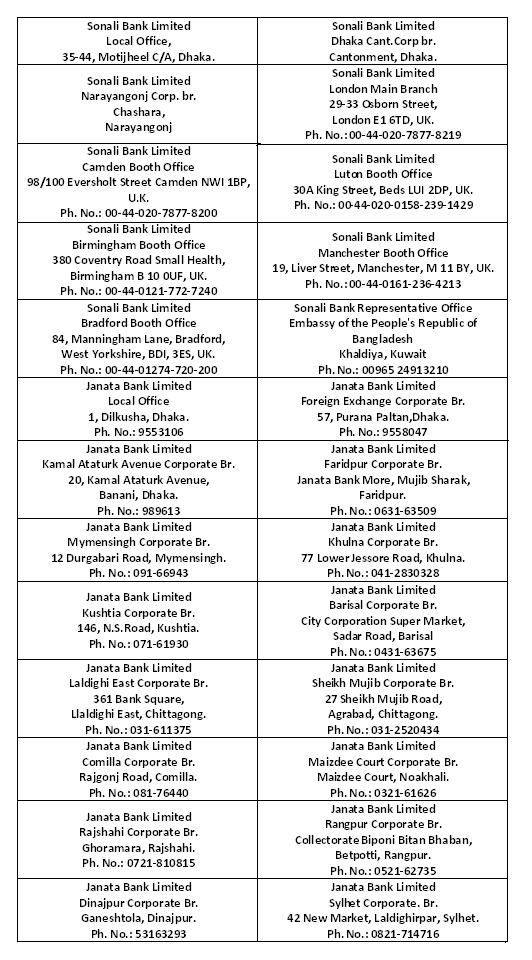 Sonali Bank Limited
Local Office,
35-44, Motijheel C/A, Dhaka.
Sonali Bank Limited
Dhaka Cant.Corp br.
Cantonment, Dhaka.
Sonali Bank Limited
Narayangonj Corp. br.
Chashara,
Narayangonj
Sonali Bank Limited
London Main Branch
29-33 Osborn Street,
London E1 6TD, UK.
Ph. No.: 00-44-020-7877-8219
Sonali Bank Limited
Camden Booth Office
98/100 Eversholt Street Camden NWI 1BP,
U.K.
Ph. No.: 00-44-020-7877-8200
Sonali Bank Limited
Luton Booth Office
30A King Street, Beds LUI 2DP, UK.
Ph. No.: 00-44-020-0158-239-1429
Sonali Bank Limited
Birmingham Booth Office
380 Coventry Road Small Health,
Birmingham B 10 0UF, UK.
Ph. No.: 00-44-0121-772-7240
Sonali Bank Limited
Manchester Booth Office
19, Liver Street, Manchester, M 11 BY, UK.
Ph. No.: 00-44-0161-236-4213
Sonali Bank Limited
Bradford Booth Office
84, Manningham Lane, Bradford,
West Yorkshire, BDI, 3ES, UK.
Ph. No.: 00-44-01274-720-200
Sonali Bank Representative Office
Embassy of the People's Republic of
Bangladesh
Khaldiya, Kuwait
Ph. No.: 00965 24913210
Janata Bank Limited
Local Office
1, Dilkusha, Dhaka.
Ph. No.: 9553106
Janata Bank Limited
Foreign Exchange Corporate Br.
57, Purana Paltan,Dhaka.
Ph. No.: 9558047
Janata Bank Limited
Kamal Ataturk Avenue Corporate Br.
20, Kamal Ataturk Avenue,
Banani, Dhaka.
Ph. No.: 989613
Janata Bank Limited
Faridpur Corporate Br.
Janata Bank More, Mujib Sharak,
Faridpur.
Ph. No.: 0631-63509
Janata Bank Limited
Mymensingh Corporate Br.
12 Durgabari Road, Mymensingh.
Ph. No.: 091-66943
Janata Bank Limited
Khulna Corporate Br.
77 Lower Jessore Road, Khulna.
Ph. No.: 041-2830328
Janata Bank Limited
Kushtia Corporate Br.
146, N.S.Road, Kushtia.
Ph. No.: 071-61930
Janata Bank Limited
Barisal Corporate Br.
City Corporation Super Market,
Sadar Road, Barisal
Ph. No.: 0431-63675
Janata Bank Limited
Laldighi East Corporate Br.
361 Bank Square,
Llaldighi East, Chittagong.
Ph. No.: 031-611375
Janata Bank Limited
Sheikh Mujib Corporate Br.
27 Sheikh Mujib Road,
Agrabad, Chittagong.
Ph. No.: 031-2520434
Janata Bank Limited
Comilla Corporate Br.
Rajgonj Road, Comilla.
Ph. No.: 081-76440
Janata Bank Limited
Maizdee Court Corporate Br.
Maizdee Court, Noakhali.
Ph. No.: 0321-61626
Janata Bank Limited
Rajshahi Corporate Br.
Ghoramara, Rajshahi.
Ph. No.: 0721-810815
Janata Bank Limited
Rangpur Corporate Br.
Collectorate Biponi Bitan Bhaban,
Betpotti, Rangpur.
Ph. No.: 0521-62735
Janata Bank Limited
Dinajpur Corporate Br.
Ganeshtola, Dinajpur.
Ph. No.: 53163293
Janata Bank Limited
Sylhet Corporate. Br.
42 New Market, Laldighirpar, Sylhet.
Ph. No.: 0821-714716